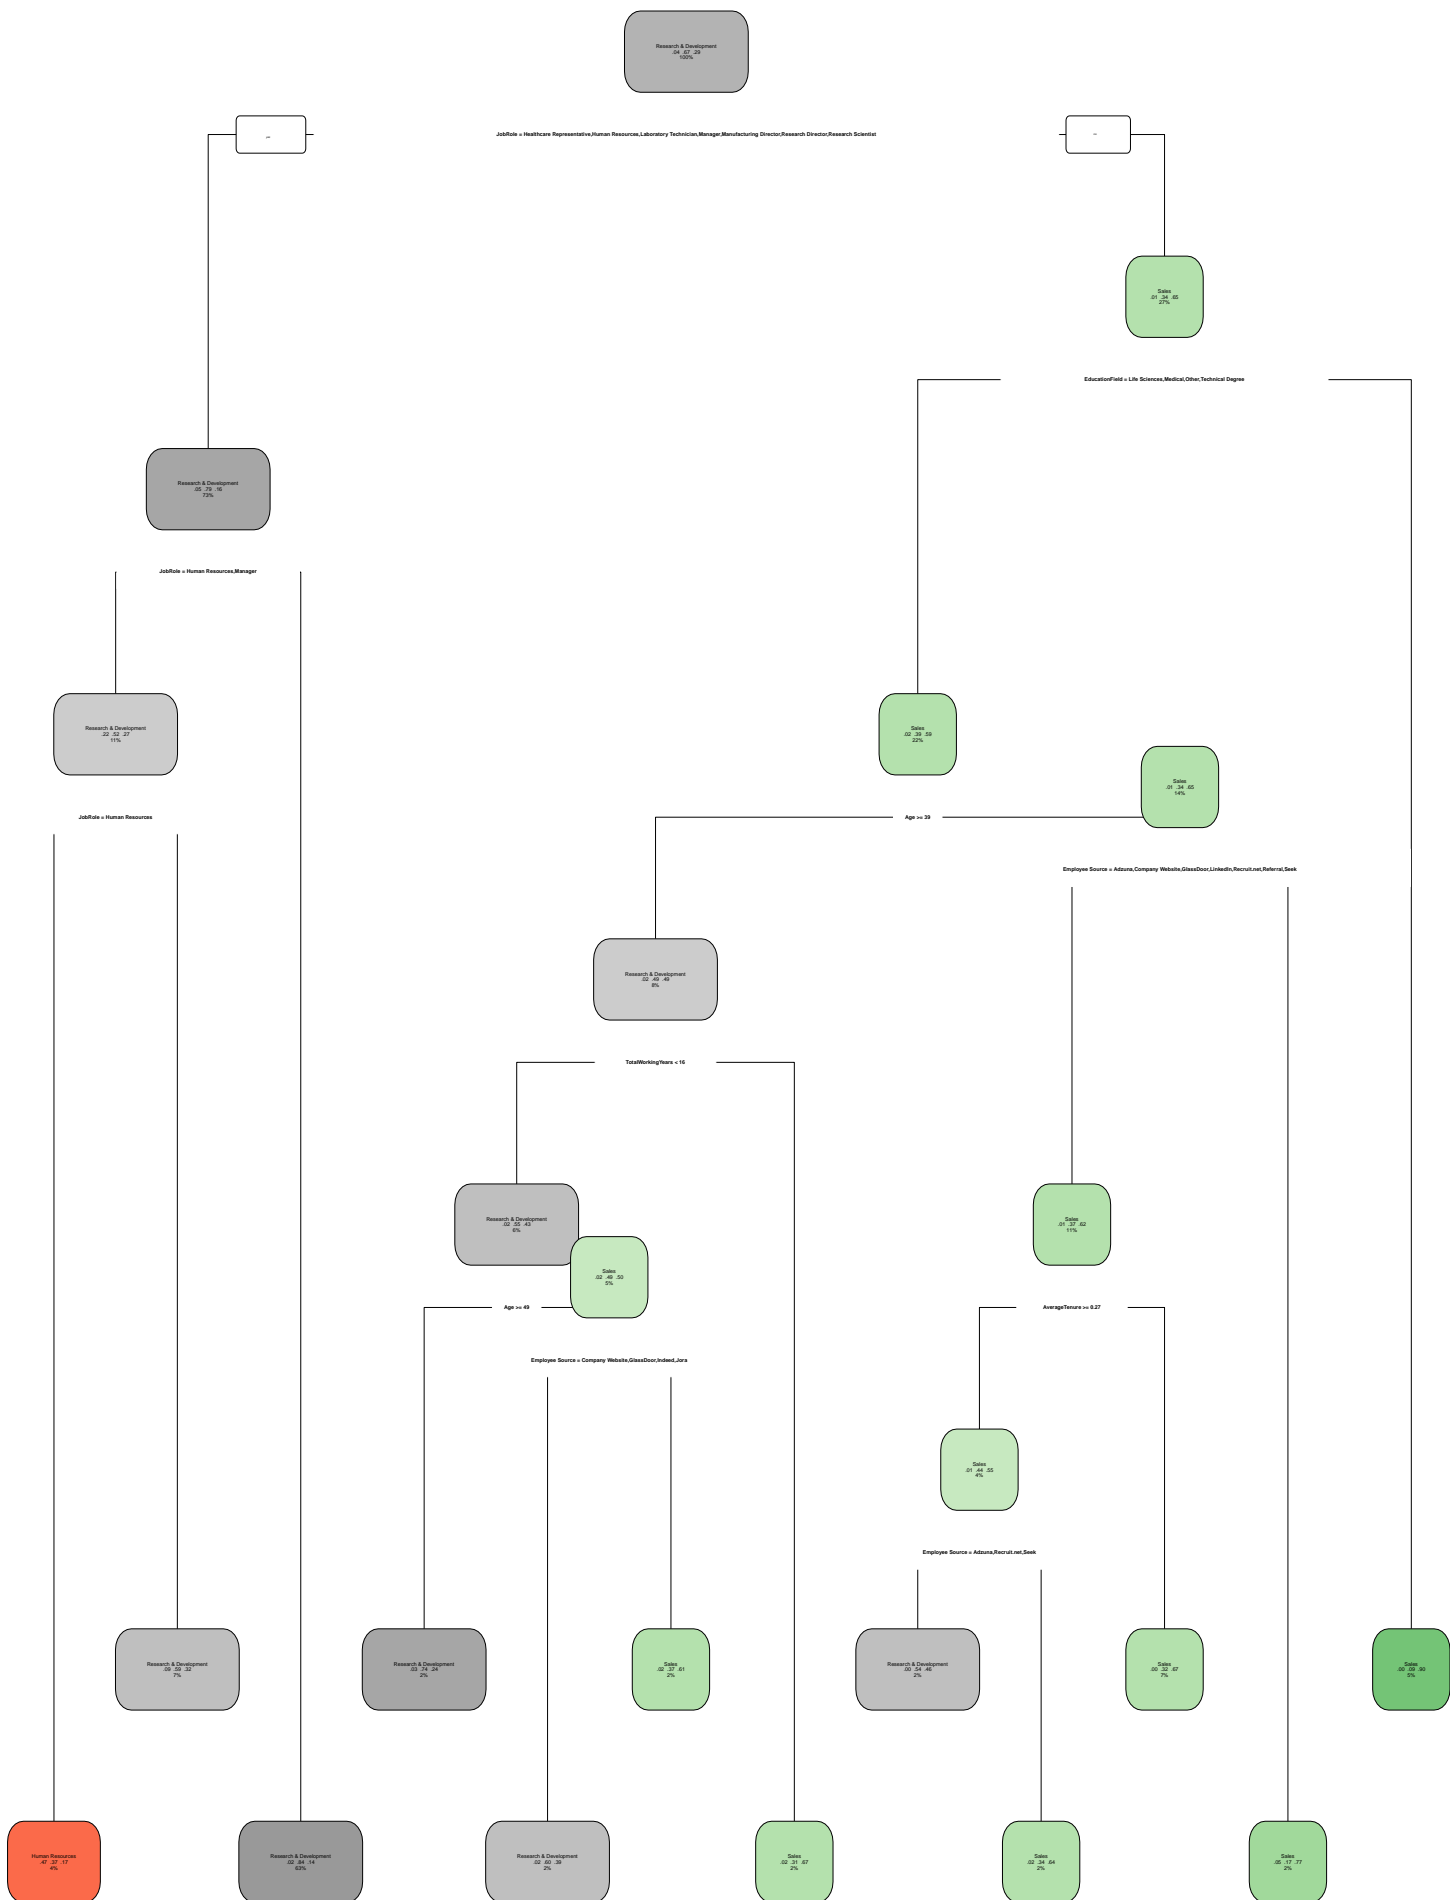 Research & Development
.04 .67 .29
100%
JobRole = Healthcare Representative,Human Resources,Laboratory Technician,Manager,Manufacturing Director,Research Director,Research Scientist
Sales
.01 .34 .65
27%
EducationField = Life Sciences,Medical,Other,Technical Degree
Research & Development
.05 .79 .16
73%
JobRole = Human Resources,Manager
Research & Development
.22 .52 .27
11%
Sales
.02 .39 .59
22%
Sales
.01 .34 .65
14%
JobRole = Human Resources
Age >= 39
Employee Source = Adzuna,Company Website,GlassDoor,LinkedIn,Recruit.net,Referral,Seek
Research & Development
.02 .49 .49
8%
TotalWorkingYears < 16
Research & Development
.02 .55 .43
6%
Sales
.01 .37 .62
11%
Sales
.02 .48 .50
5%
Age >= 49
AverageTenure >= 0.27
Employee Source = Company Website,GlassDoor,Indeed,Jora
Sales
.01 .44 .55
4%
Employee Source = Adzuna,Recruit.net,Seek
Research & Development
.09 .59 .32
7%
Research & Development
.03 .74 .24
2%
Sales
.02 .37 .61
2%
Research & Development
.00 .54 .46
2%
Sales
.00 .32 .67
7%
Sales
.00 .09 .90
5%
Human Resources
.47 .37 .17
4%
Research & Development
.02 .84 .14
63%
Research & Development
.02 .60 .39
2%
Sales
.02 .31 .67
2%
Sales
.02 .34 .64
2%
Sales
.05 .17 .77
2%